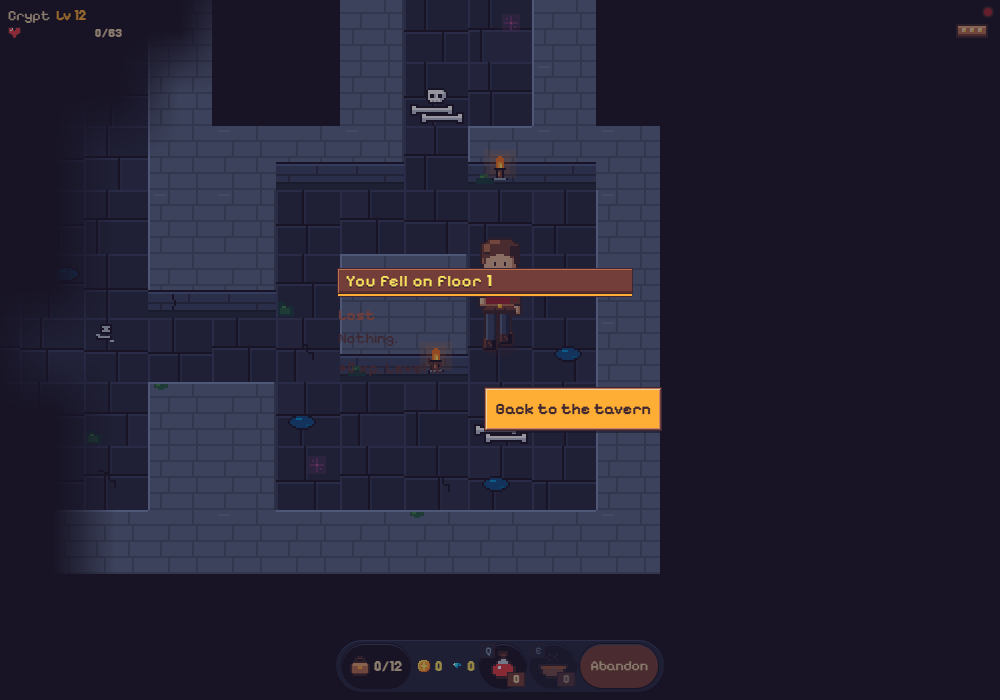 Crypt Lv 12
0/63
You fell on floor 1
Lost
Nothing.
Back to the tavern
0/12
0
0
Q
0
E
0
Abandon